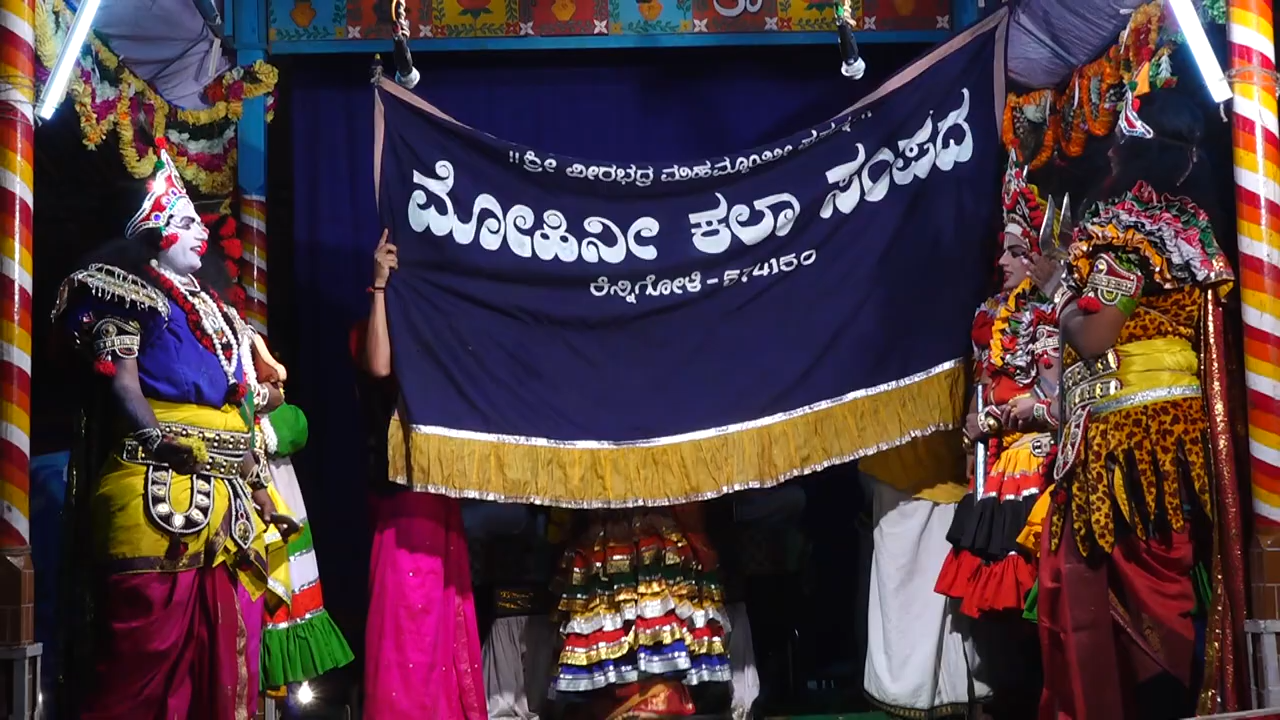 ॥ ಶ್ರೀ ವೀರಭದ್ರ ಮಹಮ್ಮಾಯೀ
ಮೋಹಿನೀ ಕಲಾ ಸಂಪದ
ಕಿನ್ನಿಗೋಳಿ - 574150